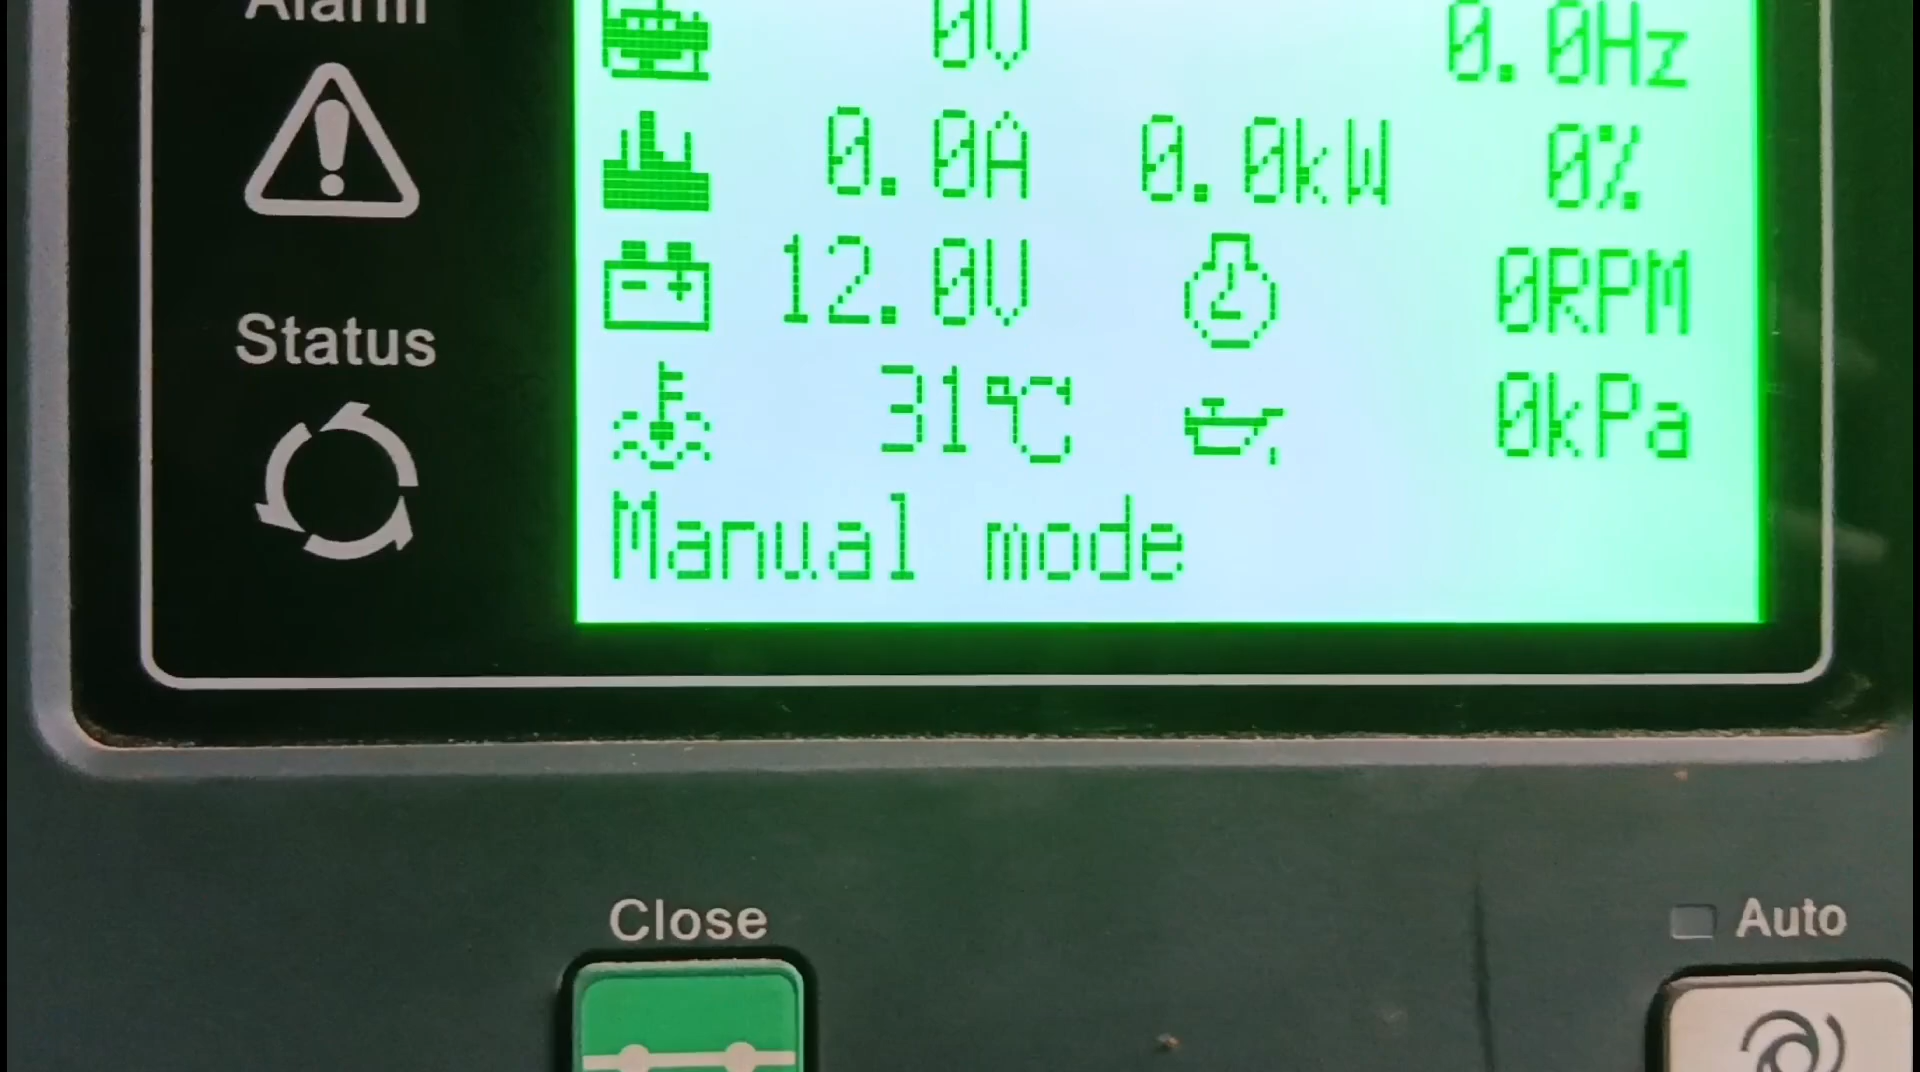 Alarm
0V 0.0Hz
0.0A 0.0kW 0%
12.0V 0RPM
Status
31℃ 0kPa
Manual mode
Close
Auto